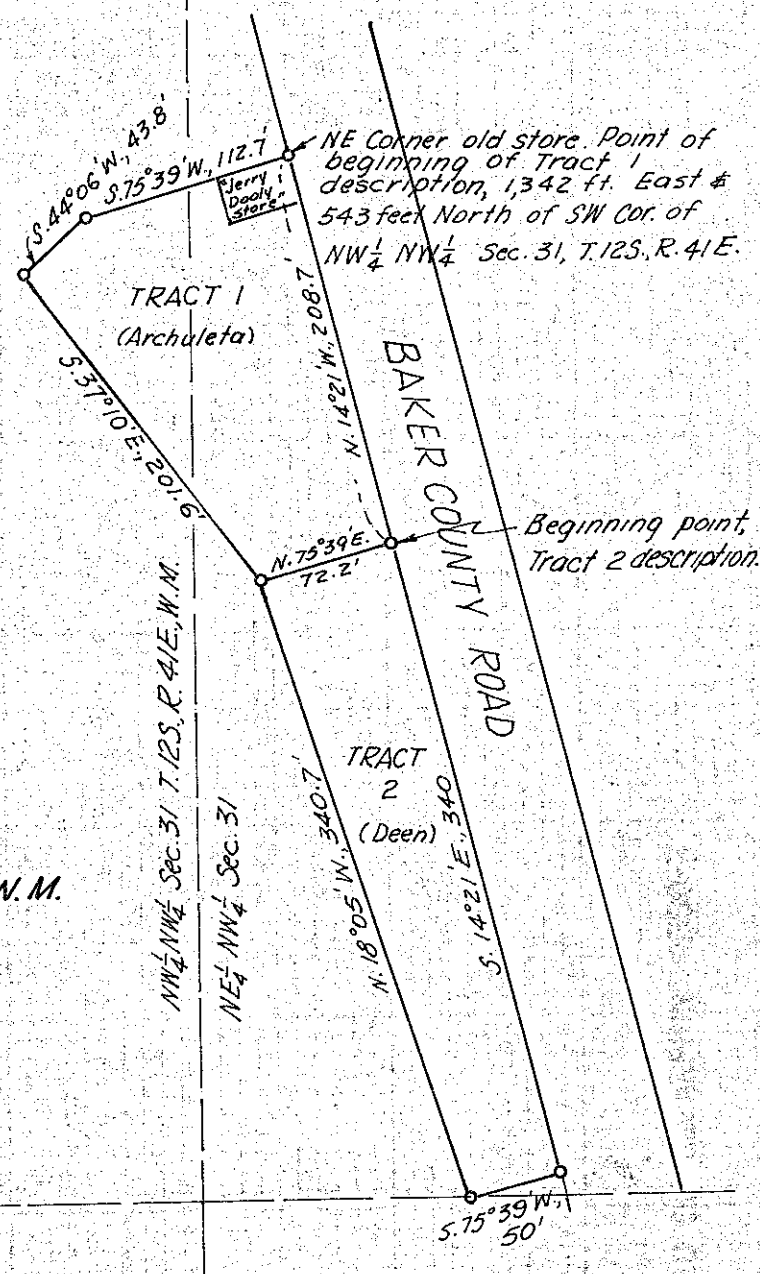 S.44°06'W., 43.8'
S.75°39'W., 112.7'
"Jerry
Dooly
Store"
NE Corner old store. Point of
beginning of Tract 1
description, 1,342 ft. East &
543 feet North of SW Cor. of
NW¼ NW¼ Sec. 31, T.12S., R.41E.
TRACT 1
(Archuleta)
N.14°21'W., 208.7'
S.37°10'E., 201.6'
BAKER COUNTY ROAD
N.75°39'E.
72.2'
Beginning point,
Tract 2 description.
NW¼ NW¼ Sec. 31 T.12S., R.41E., W.M.
NE¼ NW¼ Sec. 31
TRACT
2
(Deen)
N.18°05'W., 340.7'
S.14°21'E., 340
W.M.
S.75°39'W.,
50'